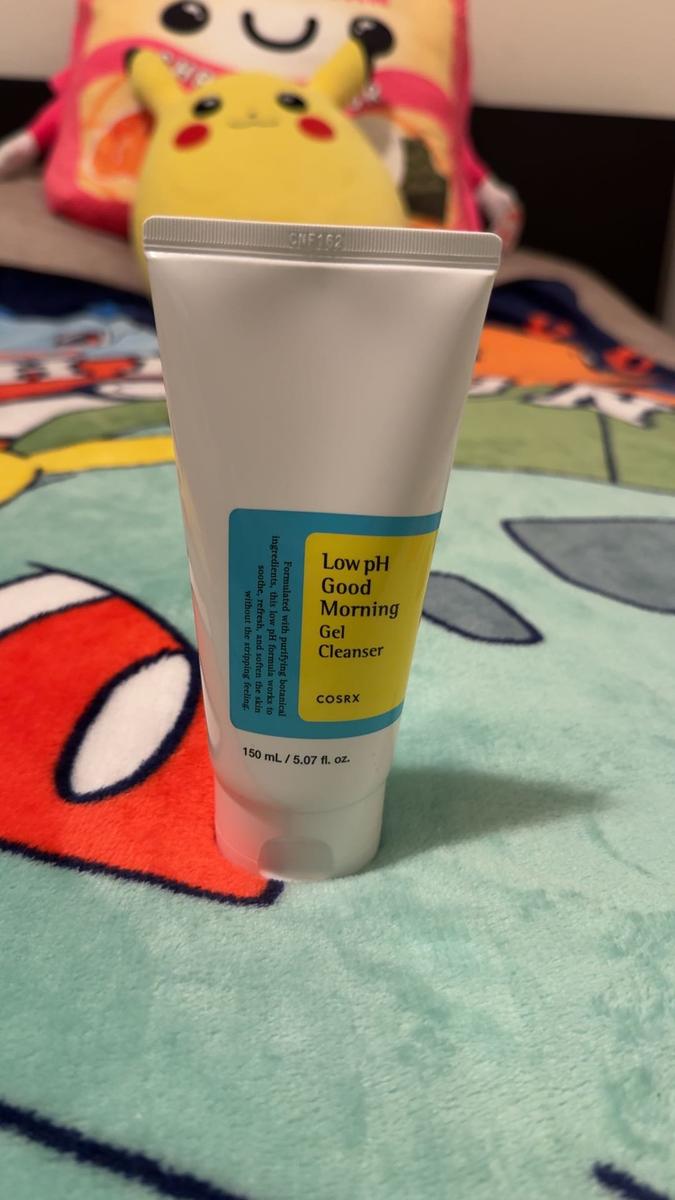 CNF162
Low pH
Good
Morning
Gel
Cleanser
COSRX
Formulated with purifying botanical
ingredients, this low pH formula works to
soothe, refresh, and soften the skin
without the stripping feeling.
150 mL / 5.07 fl. oz.